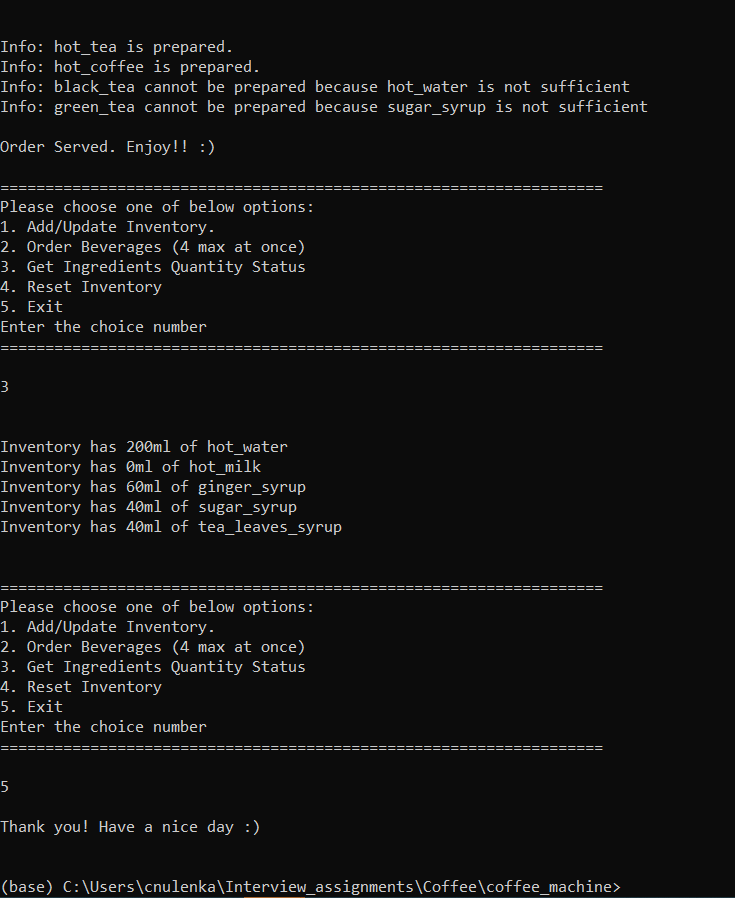 Info: hot_tea is prepared.
Info: hot_coffee is prepared.
Info: black_tea cannot be prepared because hot_water is not sufficient
Info: green_tea cannot be prepared because sugar_syrup is not sufficient
Order Served. Enjoy!! :)
===================================================================
Please choose one of below options:
1. Add/Update Inventory.
2. Order Beverages (4 max at once)
3. Get Ingredients Quantity Status
4. Reset Inventory
5. Exit
Enter the choice number
===================================================================
3
Inventory has 200ml of hot_water
Inventory has 0ml of hot_milk
Inventory has 60ml of ginger_syrup
Inventory has 40ml of sugar_syrup
Inventory has 40ml of tea_leaves_syrup
===================================================================
Please choose one of below options:
1. Add/Update Inventory.
2. Order Beverages (4 max at once)
3. Get Ingredients Quantity Status
4. Reset Inventory
5. Exit
Enter the choice number
===================================================================
5
Thank you! Have a nice day :)
(base) C:\Users\cnulenka\Interview_assignments\Coffee\coffee_machine>